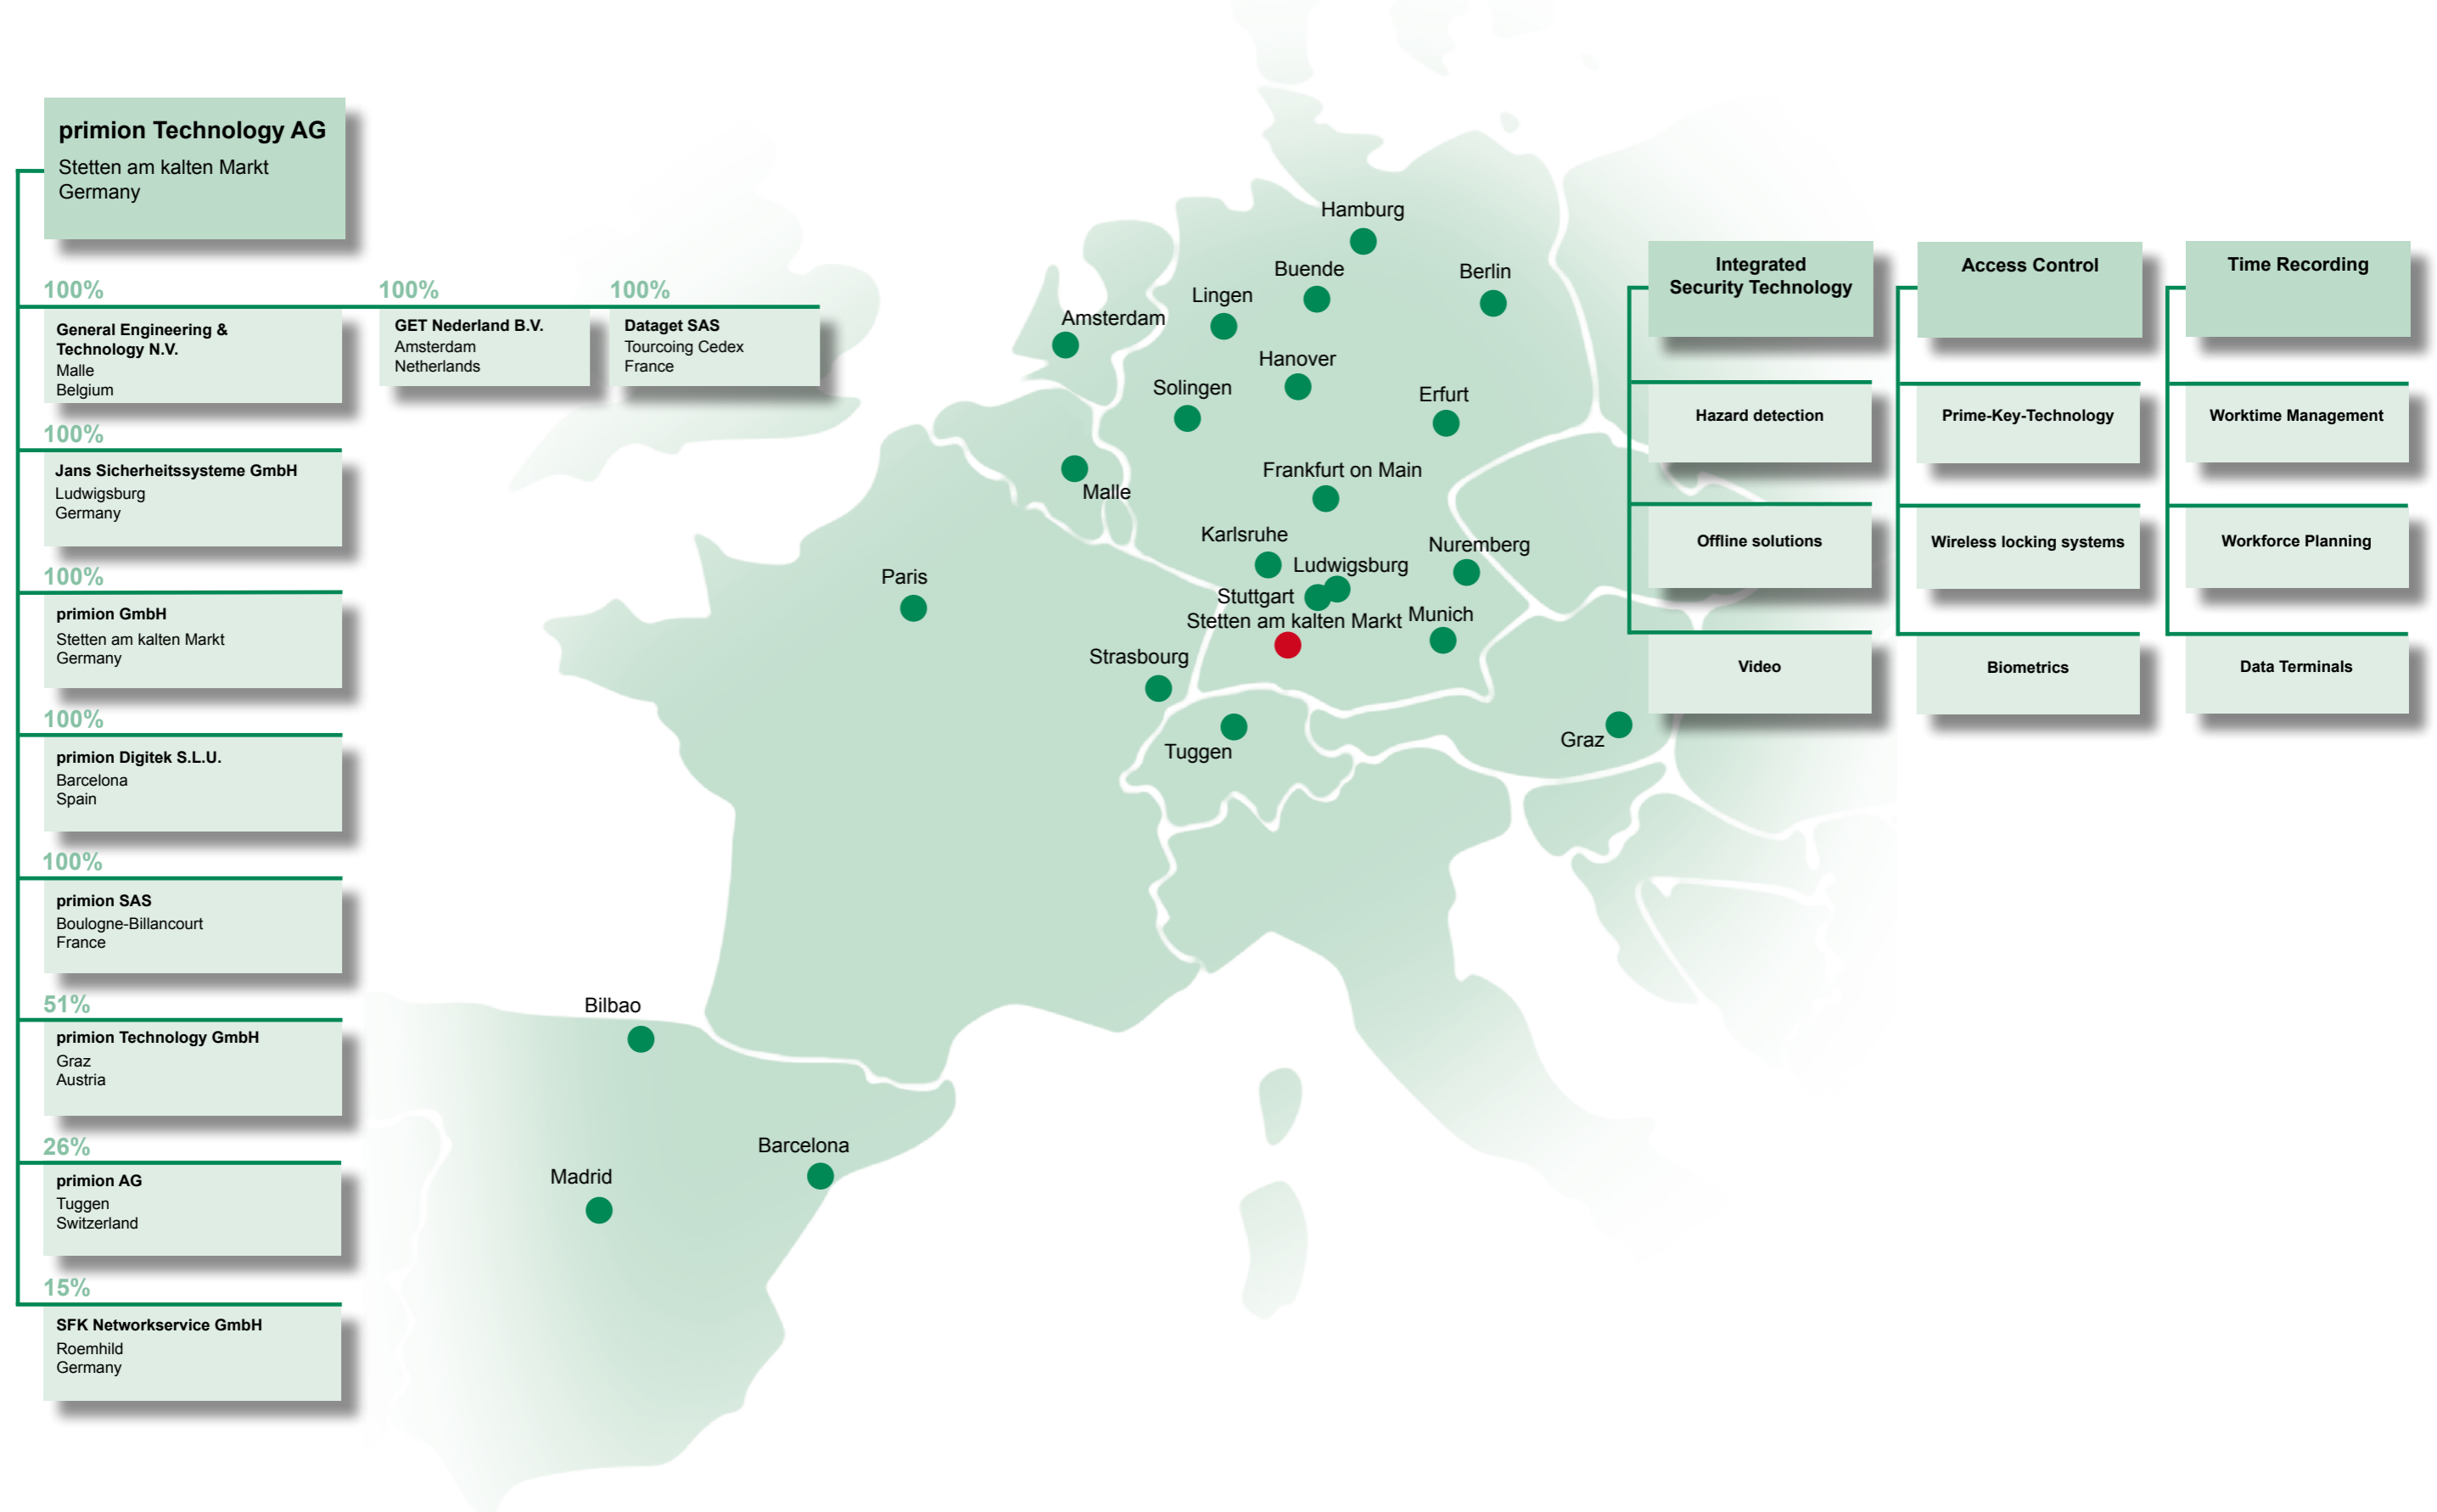 primion Technology AG
Stetten am kalten Markt
Germany
100%
General Engineering &
Technology N.V.
Malle
Belgium
100%
GET Nederland B.V.
Amsterdam
Netherlands
100%
Dataget SAS
Tourcoing Cedex
France
100%
Jans Sicherheitssysteme GmbH
Ludwigsburg
Germany
100%
primion GmbH
Stetten am kalten Markt
Germany
100%
primion Digitek S.L.U.
Barcelona
Spain
100%
primion SAS
Boulogne-Billancourt
France
51%
primion Technology GmbH
Graz
Austria
26%
primion AG
Tuggen
Switzerland
15%
SFK Networkservice GmbH
Roemhild
Germany
Hamburg
Buende
Berlin
Lingen
Amsterdam
Hanover
Solingen
Erfurt
Frankfurt on Main
Malle
Karlsruhe
Nuremberg
Ludwigsburg
Paris
Stuttgart
Munich
Stetten am kalten Markt
Strasbourg
Graz
Tuggen
Bilbao
Barcelona
Madrid
Integrated
Security Technology
Hazard detection
Offline solutions
Video
Access Control
Prime-Key-Technology
Wireless locking systems
Biometrics
Time Recording
Worktime Management
Workforce Planning
Data Terminals